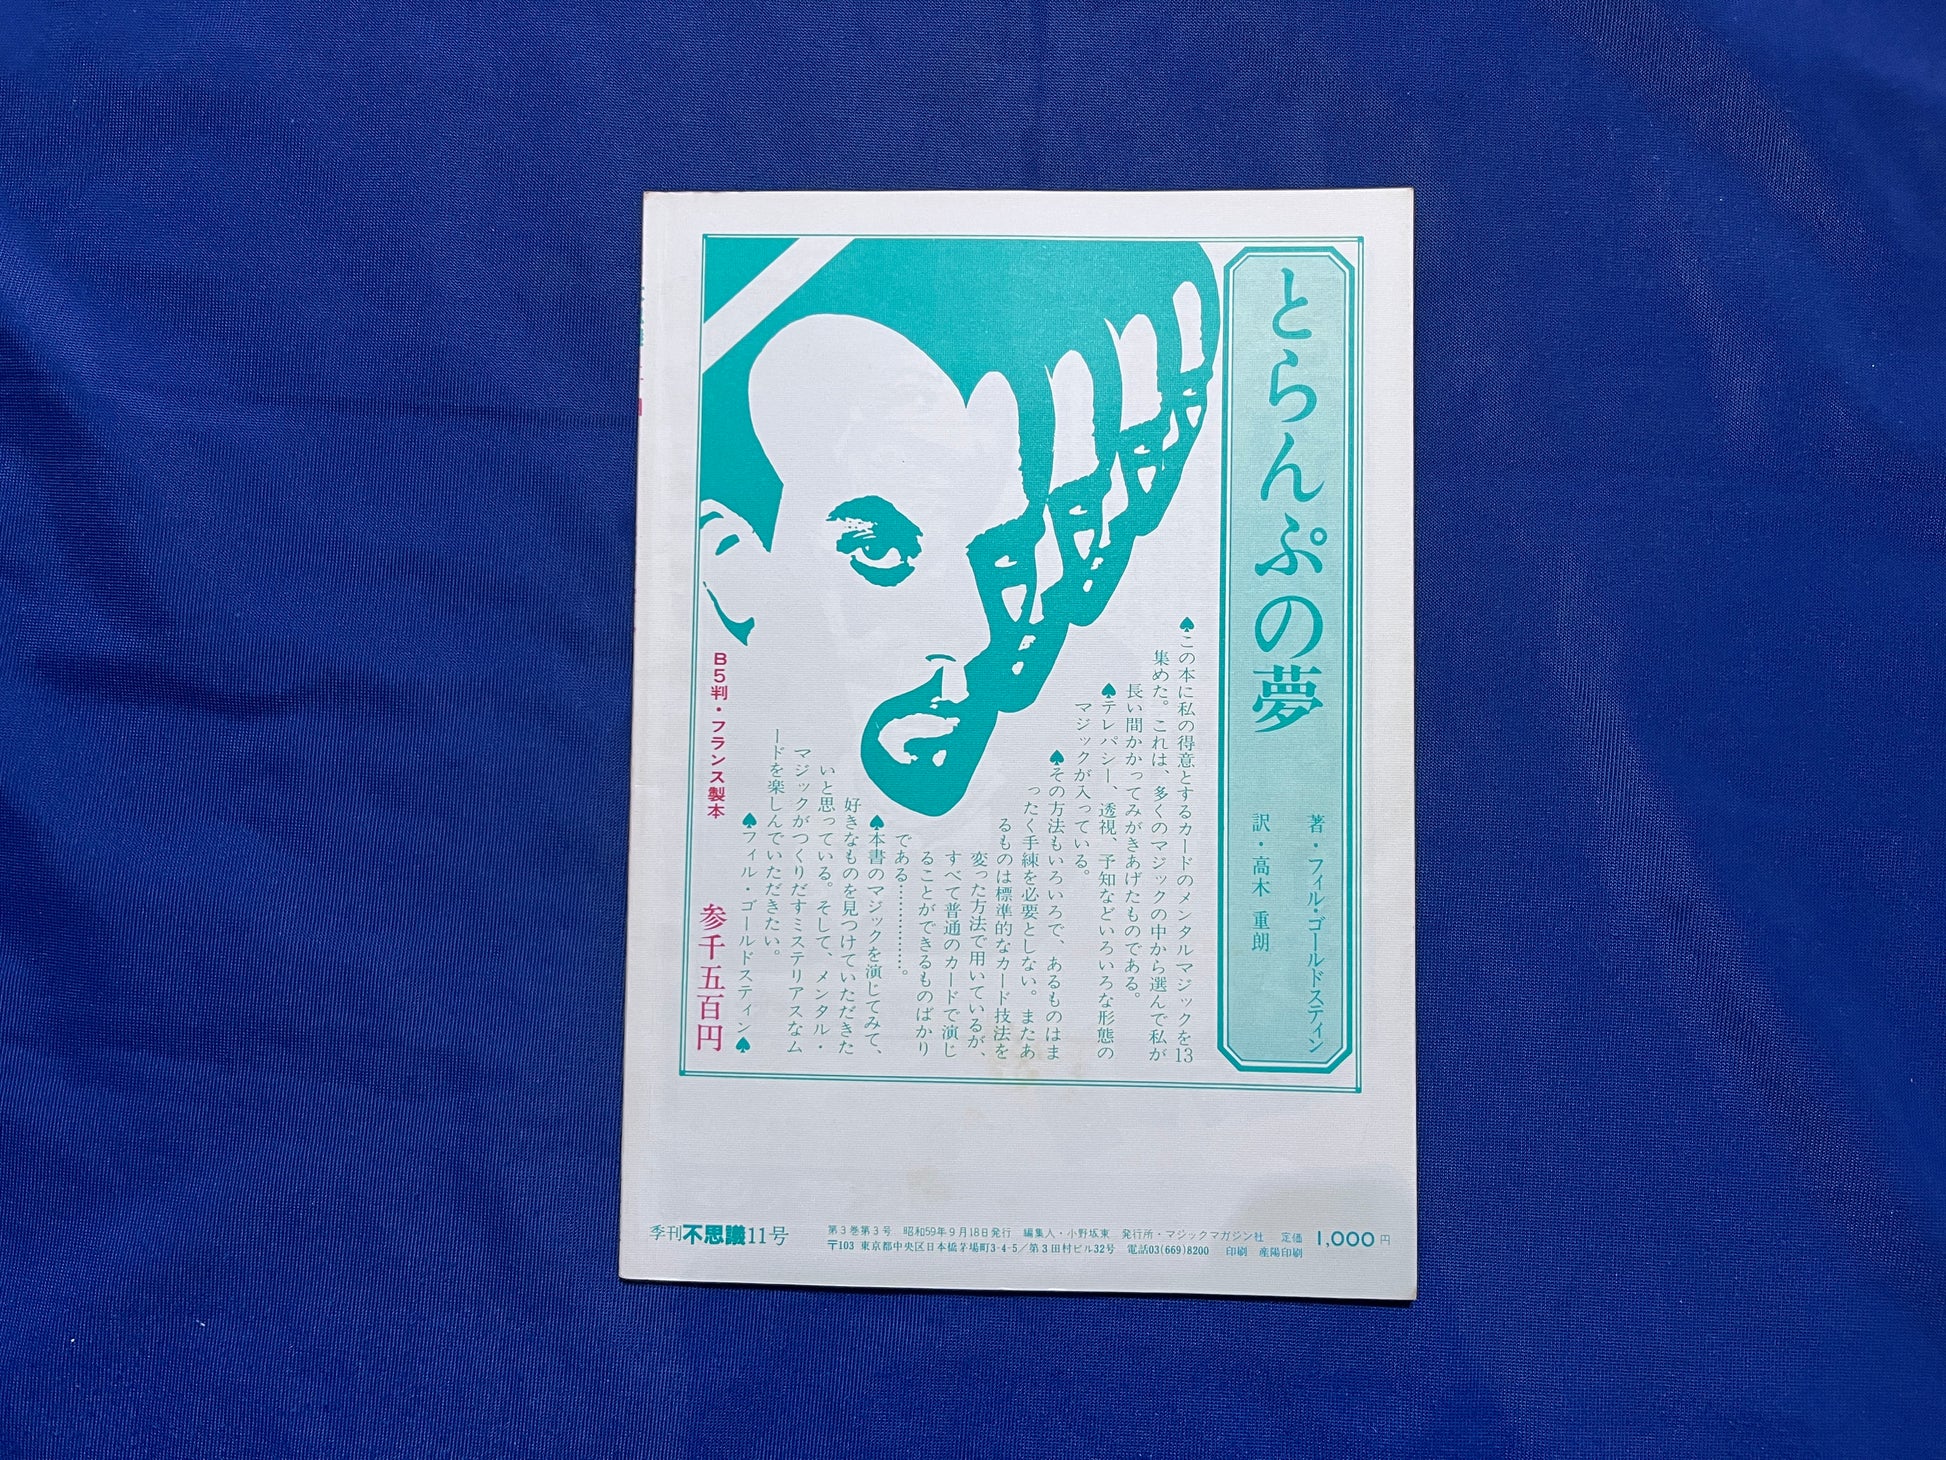 とらんぷの夢
著・フィル・ゴールドスティン
訳・高木 重朗
♠この本に私の得意とするカードのメンタルマジックを13
集めた。これは、多くのマジックの中から選んで私が
長い間かかってみがきあげたものである。
♠テレパシー、透視、予知などいろいろな形態の
マジックが入っている。
♠その方法もいろいろで、あるものはま
ったく手練を必要としない。またあ
るものは標準的なカード技法を
変った方法で用いているが、
すべて普通のカードで演じ
ることができるものばかり
である…………。
♠本書のマジックを演じてみて、
好きなものを見つけていただきた
いと思っている。そして、メンタル・
マジックがつくりだすミステリアスなム
ードを楽しんでいただきたい。
♠フィル・ゴールドスティン♠
B5判・フランス製本
参千五百円
季刊不思議11号
第3巻第3号 昭和59年9月18日発行 編集人・小野坂東 発行所・マジックマガジン社 定価 1,000円
〒103 東京都中央区日本橋茅場町3-4-5/第3田村ビル32号 電話03(669)8200 印刷 産陽印刷